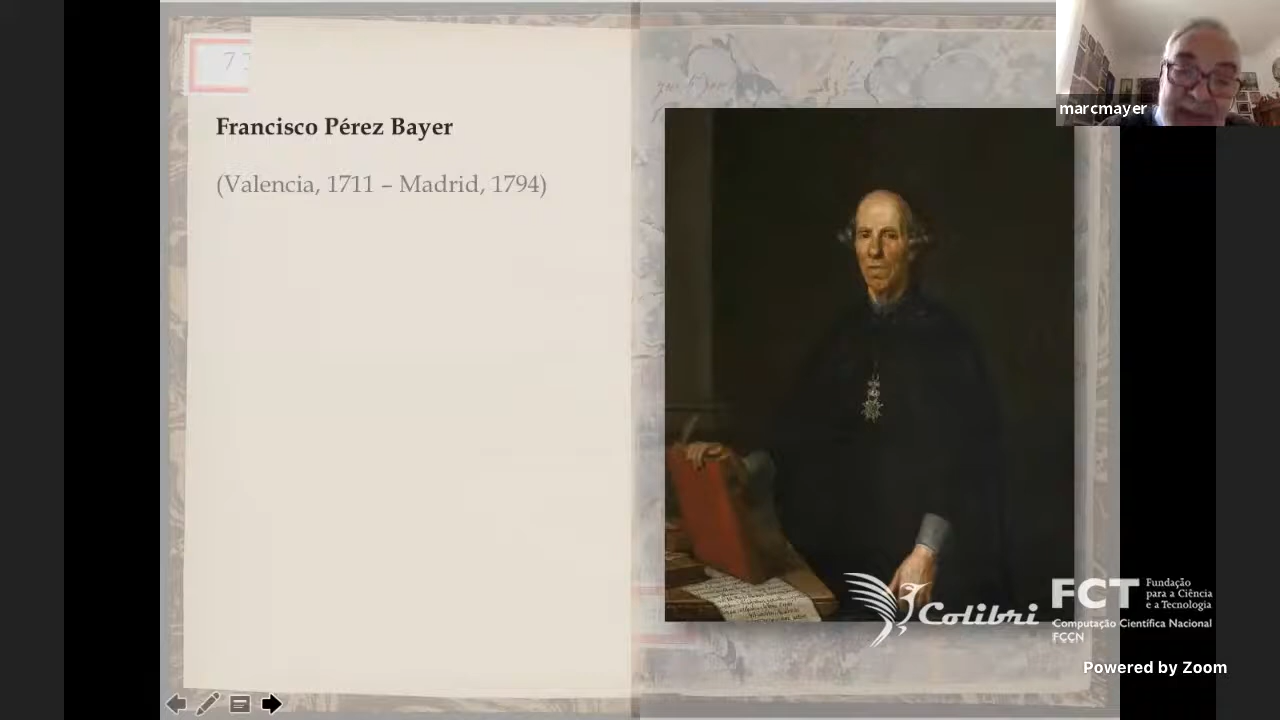 Francisco Pérez Bayer
(Valencia, 1711 – Madrid, 1794)
marcmayer
Colibri
FCT Fundação
para a Ciência
e a Tecnologia
Computação Científica Nacional
FCCN
Powered by Zoom